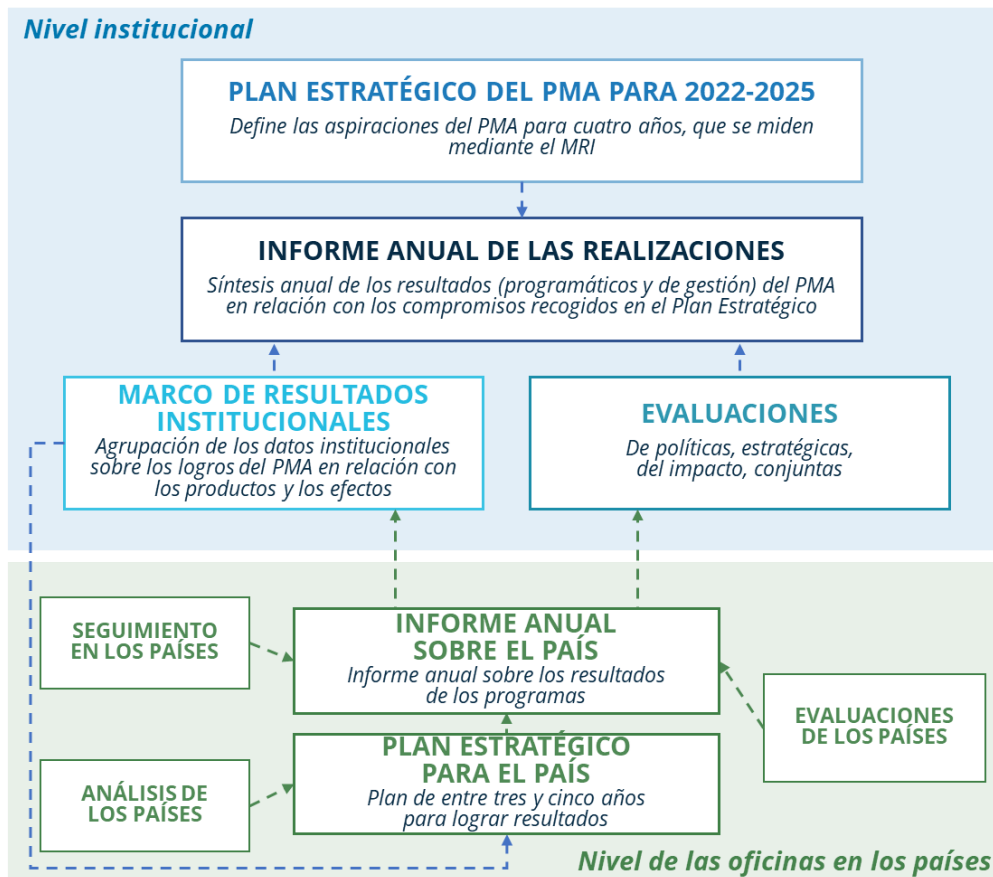 Nivel institucional
PLAN ESTRATÉGICO DEL PMA PARA 2022-2025
Define las aspiraciones del PMA para cuatro años, que se miden
mediante el MRI
INFORME ANUAL DE LAS REALIZACIONES
Síntesis anual de los resultados (programáticos y de gestión) del PMA
en relación con los compromisos recogidos en el Plan Estratégico
MARCO DE RESULTADOS
INSTITUCIONALES
Agrupación de los datos institucionales
sobre los logros del PMA en relación con
los productos y los efectos
EVALUACIONES
De políticas, estratégicas,
del impacto, conjuntas
SEGUIMIENTO
EN LOS PAÍSES
INFORME ANUAL
SOBRE EL PAÍS
Informe anual sobre los resultados
de los programas
EVALUACIONES
DE LOS PAÍSES
PLAN ESTRATÉGICO
PARA EL PAÍS
Plan de entre tres y cinco años
para lograr resultados
ANÁLISIS DE
LOS PAÍSES
Nivel de las oficinas en los países